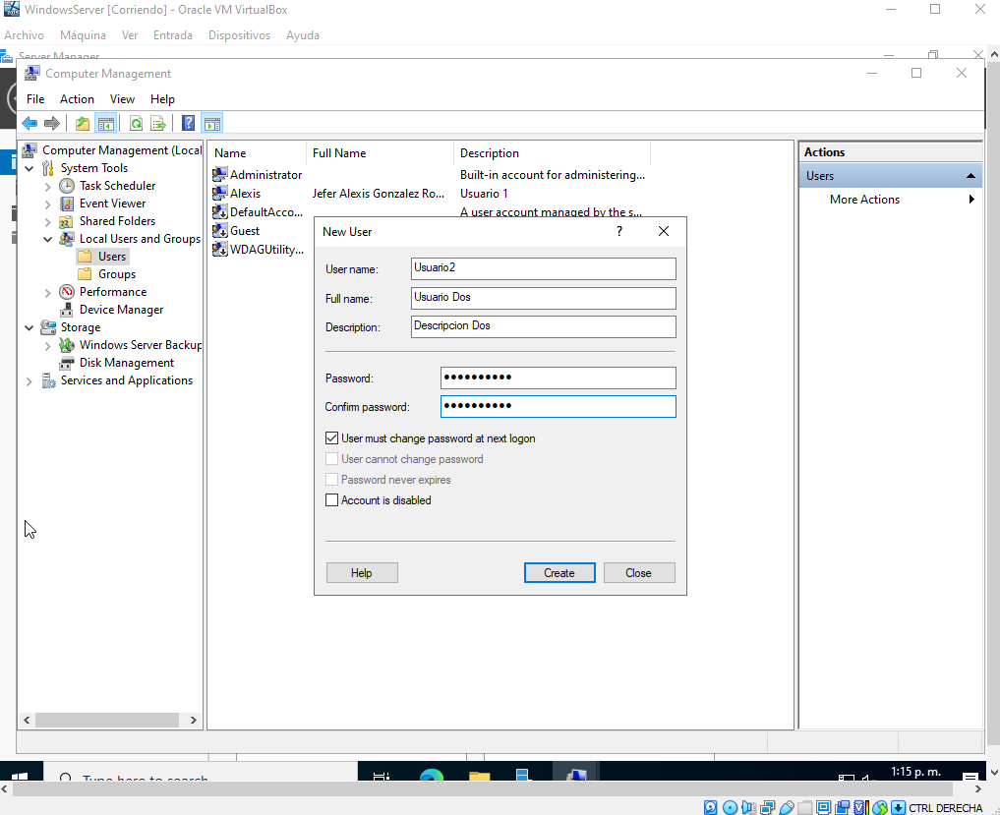 WindowsServer [Corriendo] - Oracle VM VirtualBox
Archivo Máquina Ver Entrada Dispositivos Ayuda
Server Manager
Computer Management
File Action View Help
Computer Management (Local
System Tools
Task Scheduler
Event Viewer
Shared Folders
Local Users and Groups
Users
Groups
Performance
Device Manager
Storage
Windows Server Backup
Disk Management
Services and Applications
Name Full Name Description
Administrator Built-in account for administering...
Alexis Jefer Alexis Gonzalez Ro... Usuario 1
DefaultAcco... A user account managed by the s...
Guest
WDAGUtility...
Actions
Users
More Actions
New User
User name: Usuario2
Full name: Usuario Dos
Description: Descripcion Dos
Password: ●●●●●●●●●●
Confirm password: ●●●●●●●●●●
User must change password at next logon
User cannot change password
Password never expires
Account is disabled
Help Create Close
Type here to search
1:15 p. m.
CTRL DERECHA